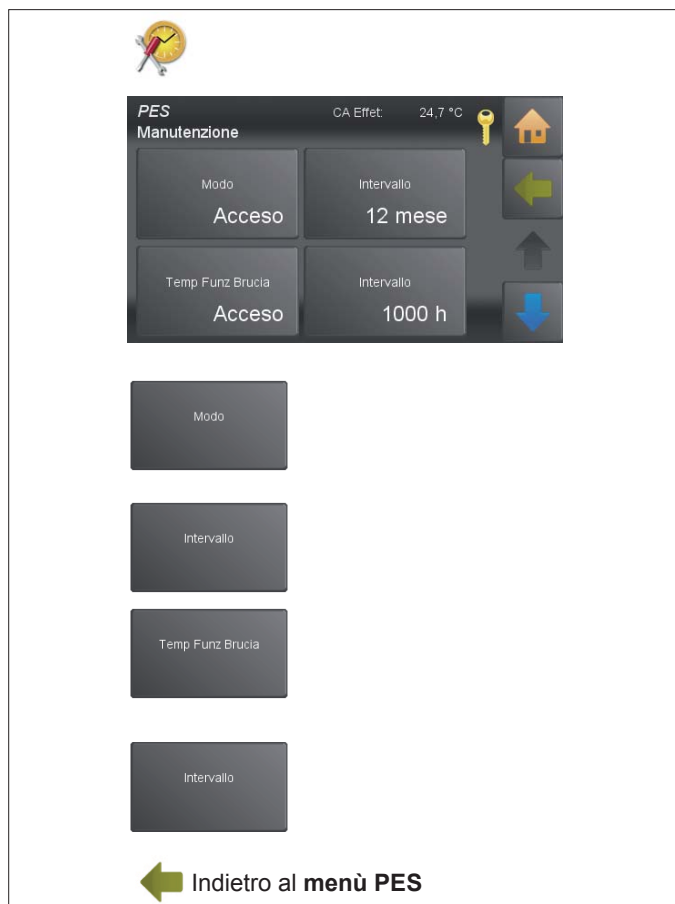 PES CA Effet: 24,7 °C
Manutenzione
Modo Intervallo
Acceso 12 mese
Temp Funz Brucia Intervallo
Acceso 1000 h
Modo
Intervallo
Temp Funz Brucia
Intervallo
Indietro al menù PES